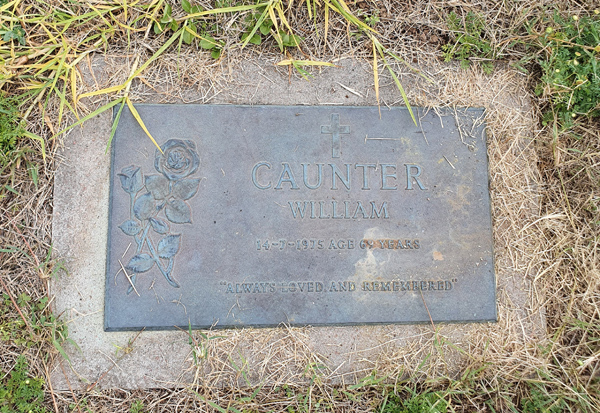 CAUNTER
WILLIAM
14-7-1975 AGE YEARS
"ALWAYS LOVED AND REMEMBERED"